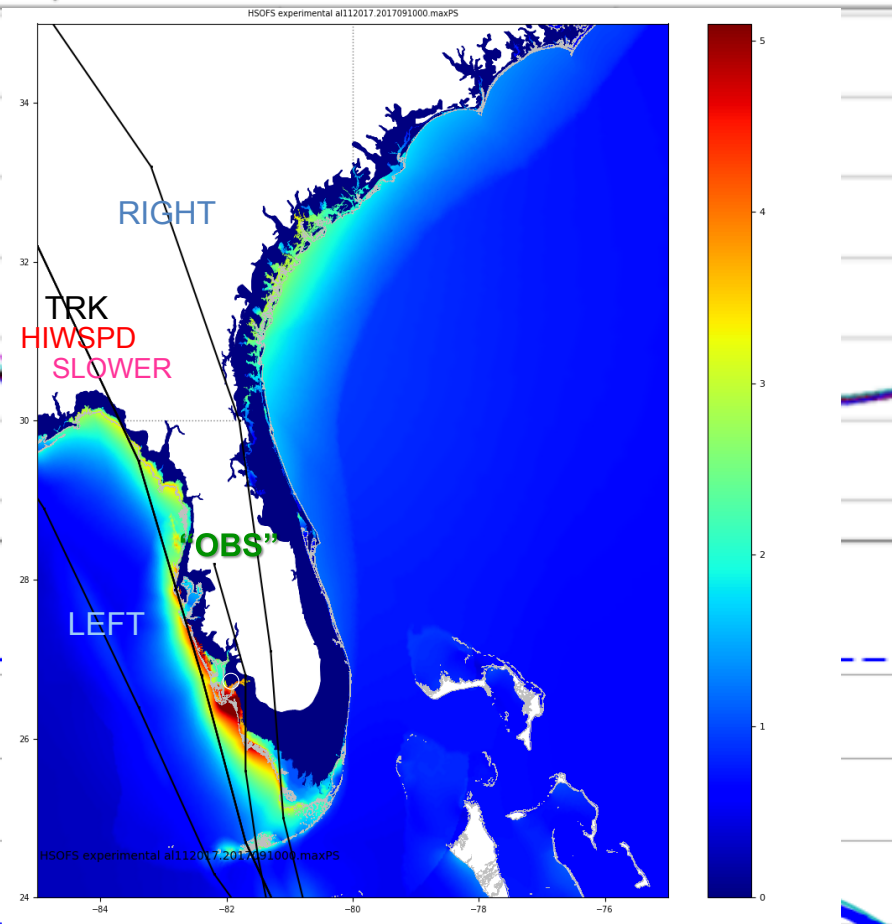 HSOFS experimental al112017.2017091000.maxPS
5
34
RIGHT
4
32
TRK
HIWSPD
SLOWER
3
30
2
"OBS"
28
LEFT
1
26
HSOFS experimental al112017.2017091000.maxPS
24
0
−84 −82 −80 −78 −76